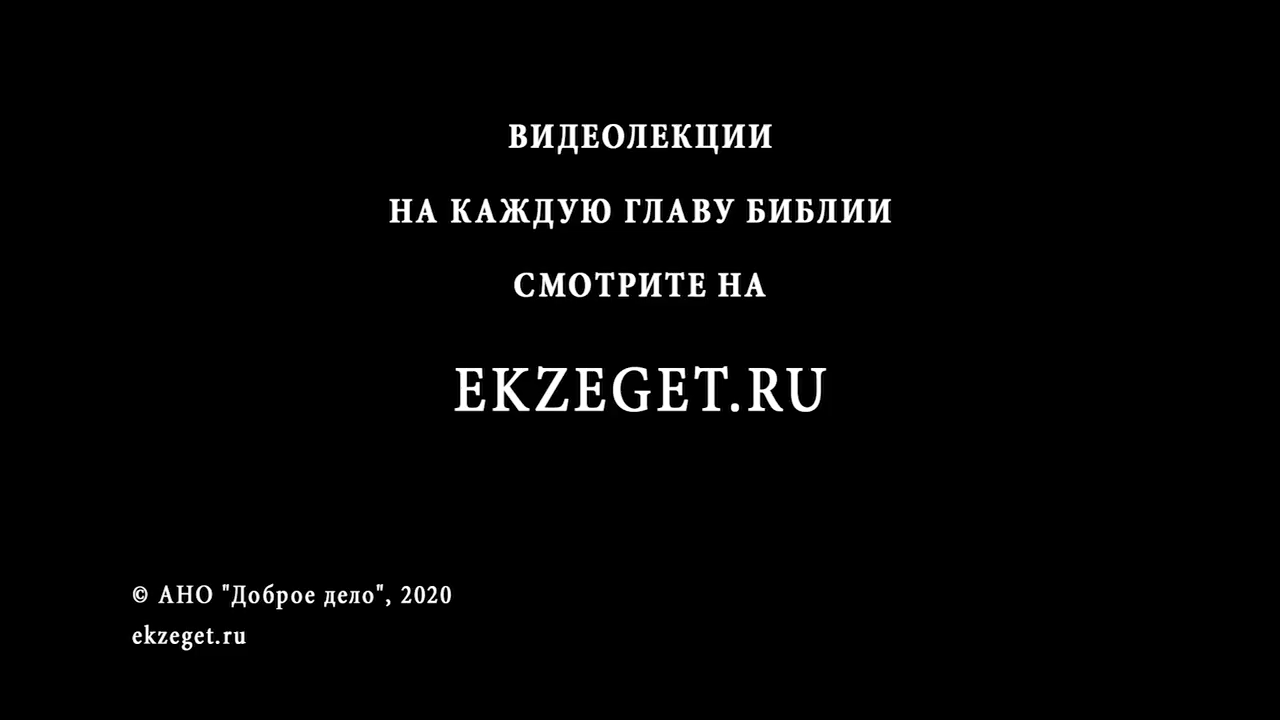 ВИДЕОЛЕКЦИИ
НА КАЖДУЮ ГЛАВУ БИБЛИИ
СМОТРИТЕ НА
EKZEGET.RU
© АНО "Доброе дело", 2020
ekzeget.ru